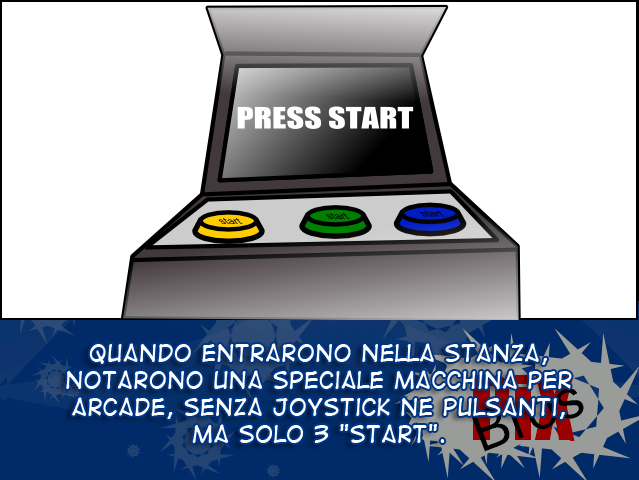 PRESS START
start
start
start
QUANDO ENTRARONO NELLA STANZA,
NOTARONO UNA SPECIALE MACCHINA PER
ARCADE, SENZA JOYSTICK NE PULSANTI,
MA SOLO 3 "START".
Bius